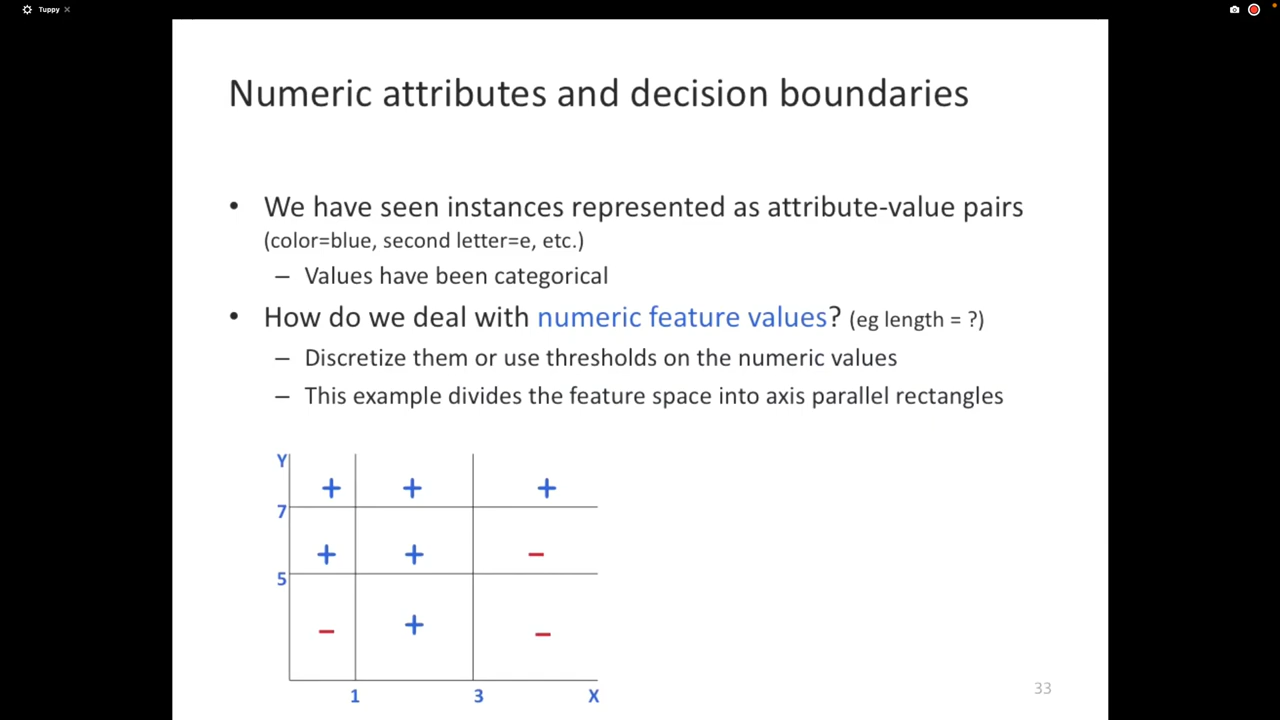 Tuppy
Numeric attributes and decision boundaries
• We have seen instances represented as attribute-value pairs
(color=blue, second letter=e, etc.)
– Values have been categorical
• How do we deal with numeric feature values? (eg length = ?)
– Discretize them or use thresholds on the numeric values
– This example divides the feature space into axis parallel rectangles
Y
+ + +
7
+ + –
5
– + –
1 3 X
33